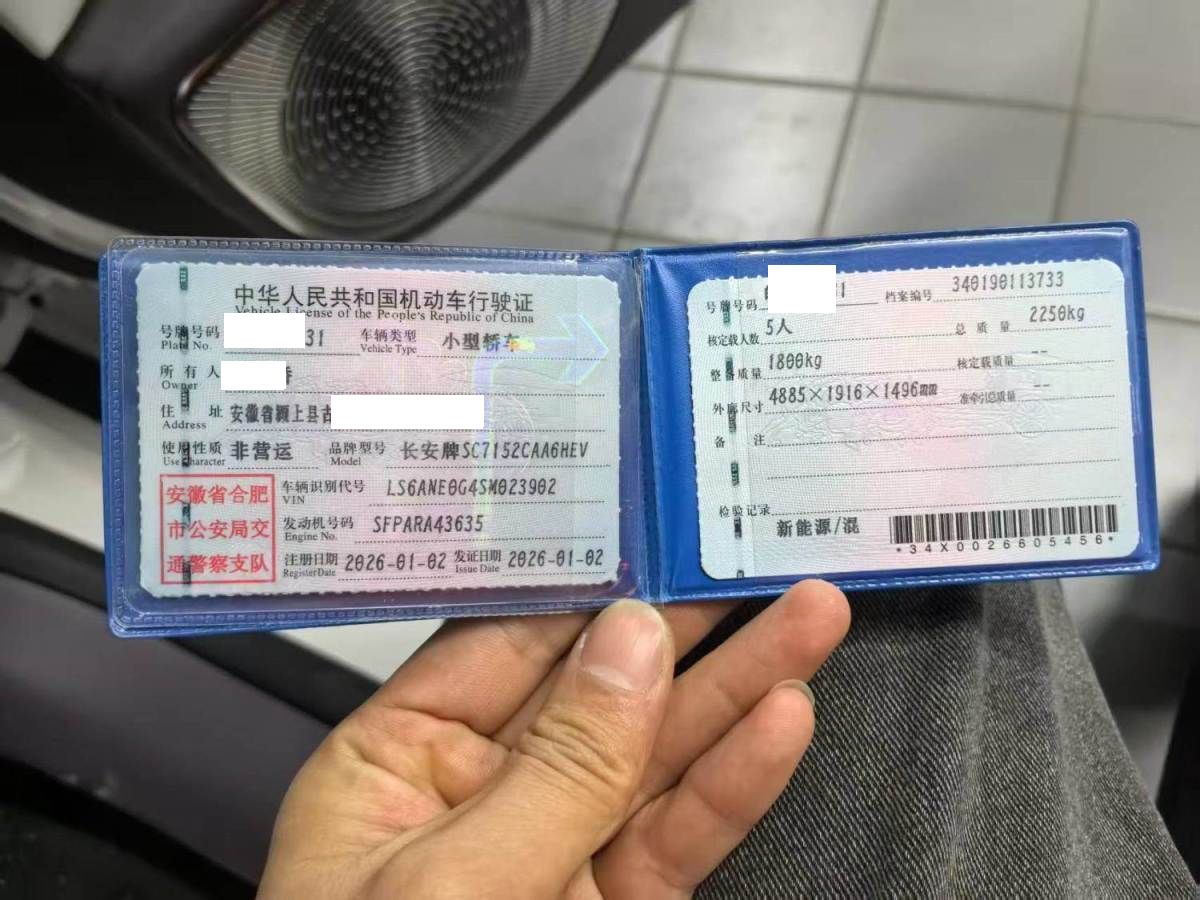 中华人民共和国机动车行驶证
Vehicle License of the People's Republic of China
号牌号码 31 车辆类型 小型轿车
Plate No. Vehicle Type
所有人
Owner
住址 安徽省颍上县古
Address
使用性质 非营运 品牌型号 长安牌SC7152CAA6HEV
Use Character Model
安徽省合肥
市公安局交
通警察支队
车辆识别代号 LS6ANE0G4SM023902
VIN
发动机号码 SFPARA43635
Engine No.
注册日期 2026-01-02 发证日期 2026-01-02
Register Date Issue Date
号牌号码 1 档案编号 340190113733
核定载人数 5人 总质量 2250kg
整备质量 1800kg 核定载质量 --
外廓尺寸 4885×1916×1496mm 准牵引总质量 --
备注
检验记录
新能源/混
*34X0026605456*